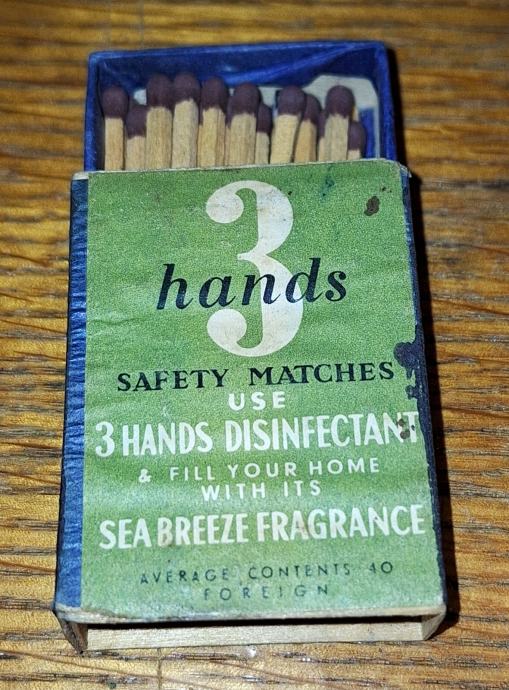 3
hands
SAFETY MATCHES
USE
3 HANDS DISINFECTANT
& FILL YOUR HOME
WITH ITS
SEA BREEZE FRAGRANCE
AVERAGE CONTENTS 40
FOREIGN